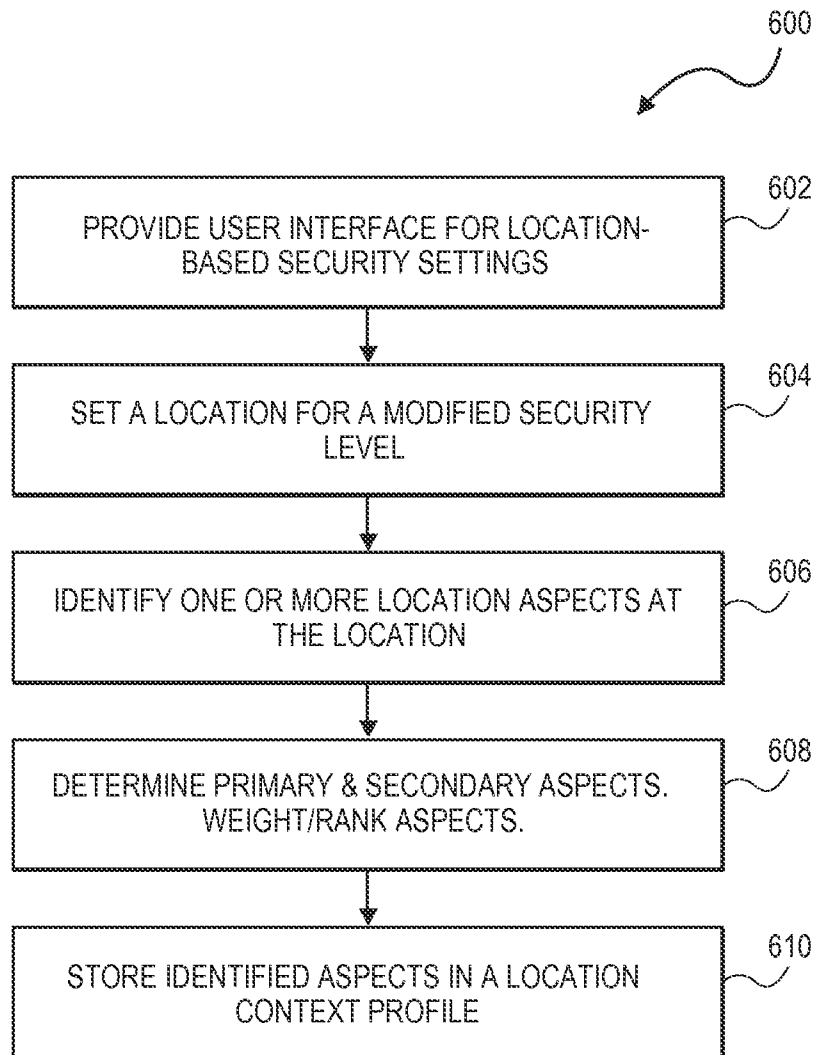 600
602
PROVIDE USER INTERFACE FOR LOCATION-
BASED SECURITY SETTINGS
604
SET A LOCATION FOR A MODIFIED SECURITY
LEVEL
606
IDENTIFY ONE OR MORE LOCATION ASPECTS AT
THE LOCATION
608
DETERMINE PRIMARY & SECONDARY ASPECTS.
WEIGHT/RANK ASPECTS.
610
STORE IDENTIFIED ASPECTS IN A LOCATION
CONTEXT PROFILE